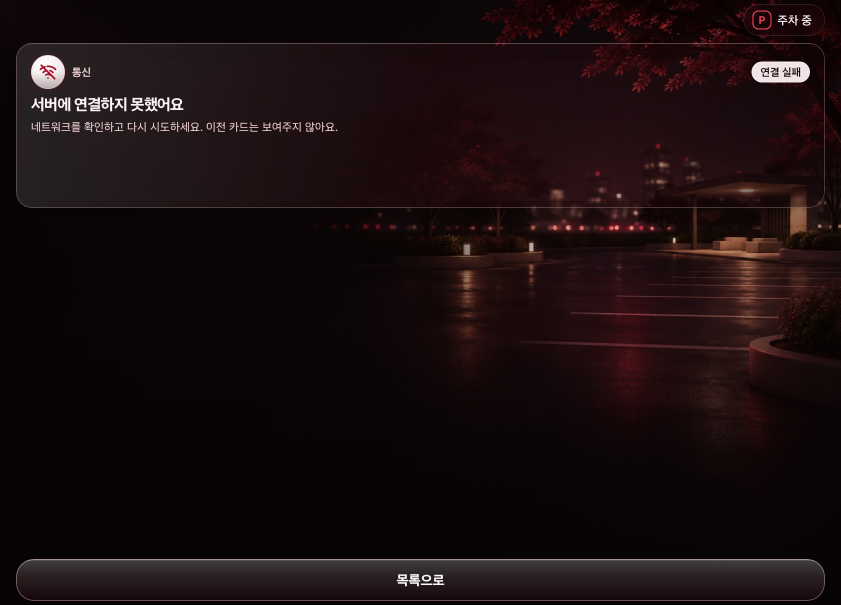 P 주차 중
통신
연결 실패
서버에 연결하지 못했어요
네트워크를 확인하고 다시 시도하세요. 이전 카드는 보여주지 않아요.
목록으로